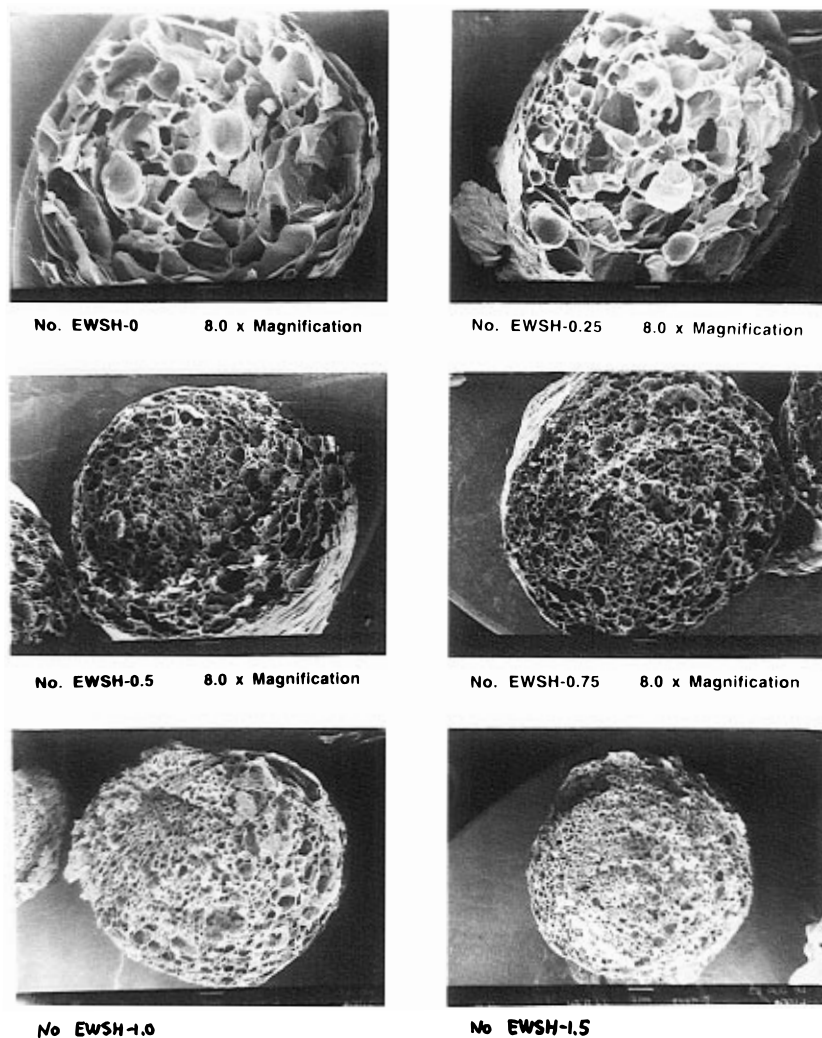 No. EWSH-0 8.0 x Magnification
No. EWSH-0.25 8.0 x Magnification
No. EWSH-0.5 8.0 x Magnification
No. EWSH-0.75 8.0 x Magnification
No EWSH-1.0
No EWSH-1.5